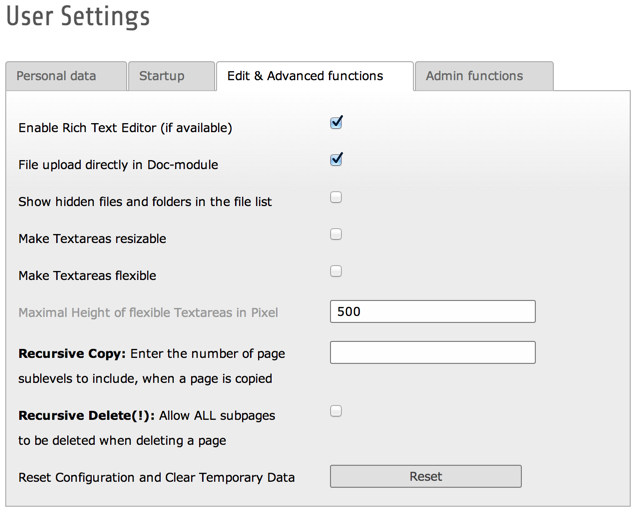 User Settings
Personal data
Startup
Edit & Advanced functions
Admin functions
Enable Rich Text Editor (if available)
File upload directly in Doc-module
Show hidden files and folders in the file list
Make Textareas resizable
Make Textareas flexible
Maximal Height of flexible Textareas in Pixel
500
Recursive Copy: Enter the number of page
sublevels to include, when a page is copied
Recursive Delete(!): Allow ALL subpages
to be deleted when deleting a page
Reset Configuration and Clear Temporary Data
Reset